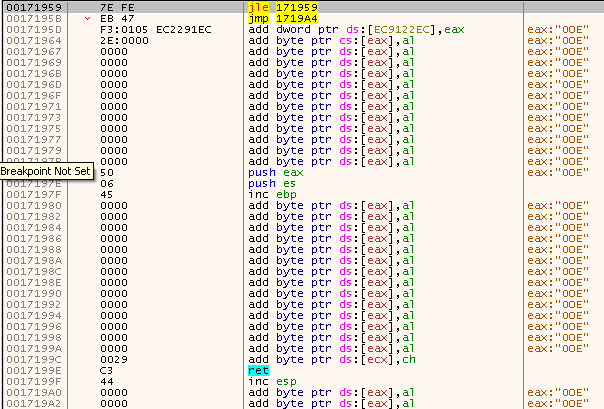 00171959 7E FE jle 171959
0017195B EB 47 jmp 1719A4
0017195D F3:0105 EC2291EC add dword ptr ds:[EC9122EC],eax eax:"OOE"
00171964 2E:0000 add byte ptr cs:[eax],al eax:"OOE"
00171967 0000 add byte ptr ds:[eax],al eax:"OOE"
00171969 0000 add byte ptr ds:[eax],al eax:"OOE"
0017196B 0000 add byte ptr ds:[eax],al eax:"OOE"
0017196D 0000 add byte ptr ds:[eax],al eax:"OOE"
0017196F 0000 add byte ptr ds:[eax],al eax:"OOE"
00171971 0000 add byte ptr ds:[eax],al eax:"OOE"
00171973 0000 add byte ptr ds:[eax],al eax:"OOE"
00171975 0000 add byte ptr ds:[eax],al eax:"OOE"
00171977 0000 add byte ptr ds:[eax],al eax:"OOE"
00171979 0000 add byte ptr ds:[eax],al eax:"OOE"
0000 add byte ptr ds:[eax],al eax:"OOE"
Breakpoint Not Set 50 push eax eax:"OOE"
06 push es
0017197F 45 inc ebp
00171980 0000 add byte ptr ds:[eax],al eax:"OOE"
00171982 0000 add byte ptr ds:[eax],al eax:"OOE"
00171984 0000 add byte ptr ds:[eax],al eax:"OOE"
00171986 0000 add byte ptr ds:[eax],al eax:"OOE"
00171988 0000 add byte ptr ds:[eax],al eax:"OOE"
0017198A 0000 add byte ptr ds:[eax],al eax:"OOE"
0017198C 0000 add byte ptr ds:[eax],al eax:"OOE"
0017198E 0000 add byte ptr ds:[eax],al eax:"OOE"
00171990 0000 add byte ptr ds:[eax],al eax:"OOE"
00171992 0000 add byte ptr ds:[eax],al eax:"OOE"
00171994 0000 add byte ptr ds:[eax],al eax:"OOE"
00171996 0000 add byte ptr ds:[eax],al eax:"OOE"
00171998 0000 add byte ptr ds:[eax],al eax:"OOE"
0017199A 0000 add byte ptr ds:[eax],al eax:"OOE"
0017199C 0029 add byte ptr ds:[ecx],ch
0017199E C3 ret
0017199F 44 inc esp
001719A0 0000 add byte ptr ds:[eax],al eax:"OOE"
001719A2 0000 add byte ptr ds:[eax],al eax:"OOE"